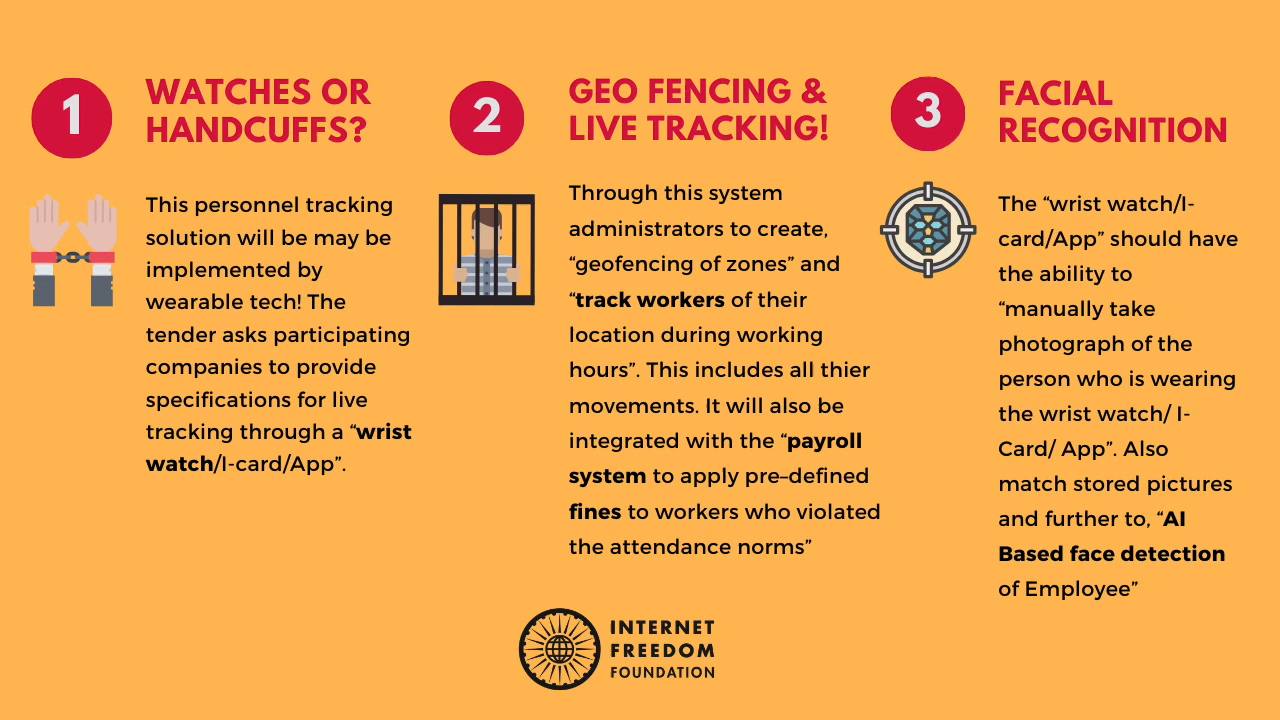 1
WATCHES OR
HANDCUFFS?
This personnel tracking
solution will be may be
implemented by
wearable tech! The
tender asks participating
companies to provide
specifications for live
tracking through a “wrist
watch/I-card/App”.
2
GEO FENCING &
LIVE TRACKING!
Through this system
administrators to create,
“geofencing of zones” and
“track workers of their
location during working
hours”. This includes all thier
movements. It will also be
integrated with the “payroll
system to apply pre–defined
fines to workers who violated
the attendance norms”
3
FACIAL
RECOGNITION
The “wrist watch/I-
card/App” should have
the ability to
“manually take
photograph of the
person who is wearing
the wrist watch/ I-
Card/ App”. Also
match stored pictures
and further to, “AI
Based face detection
of Employee”
INTERNET
FREEDOM
FOUNDATION